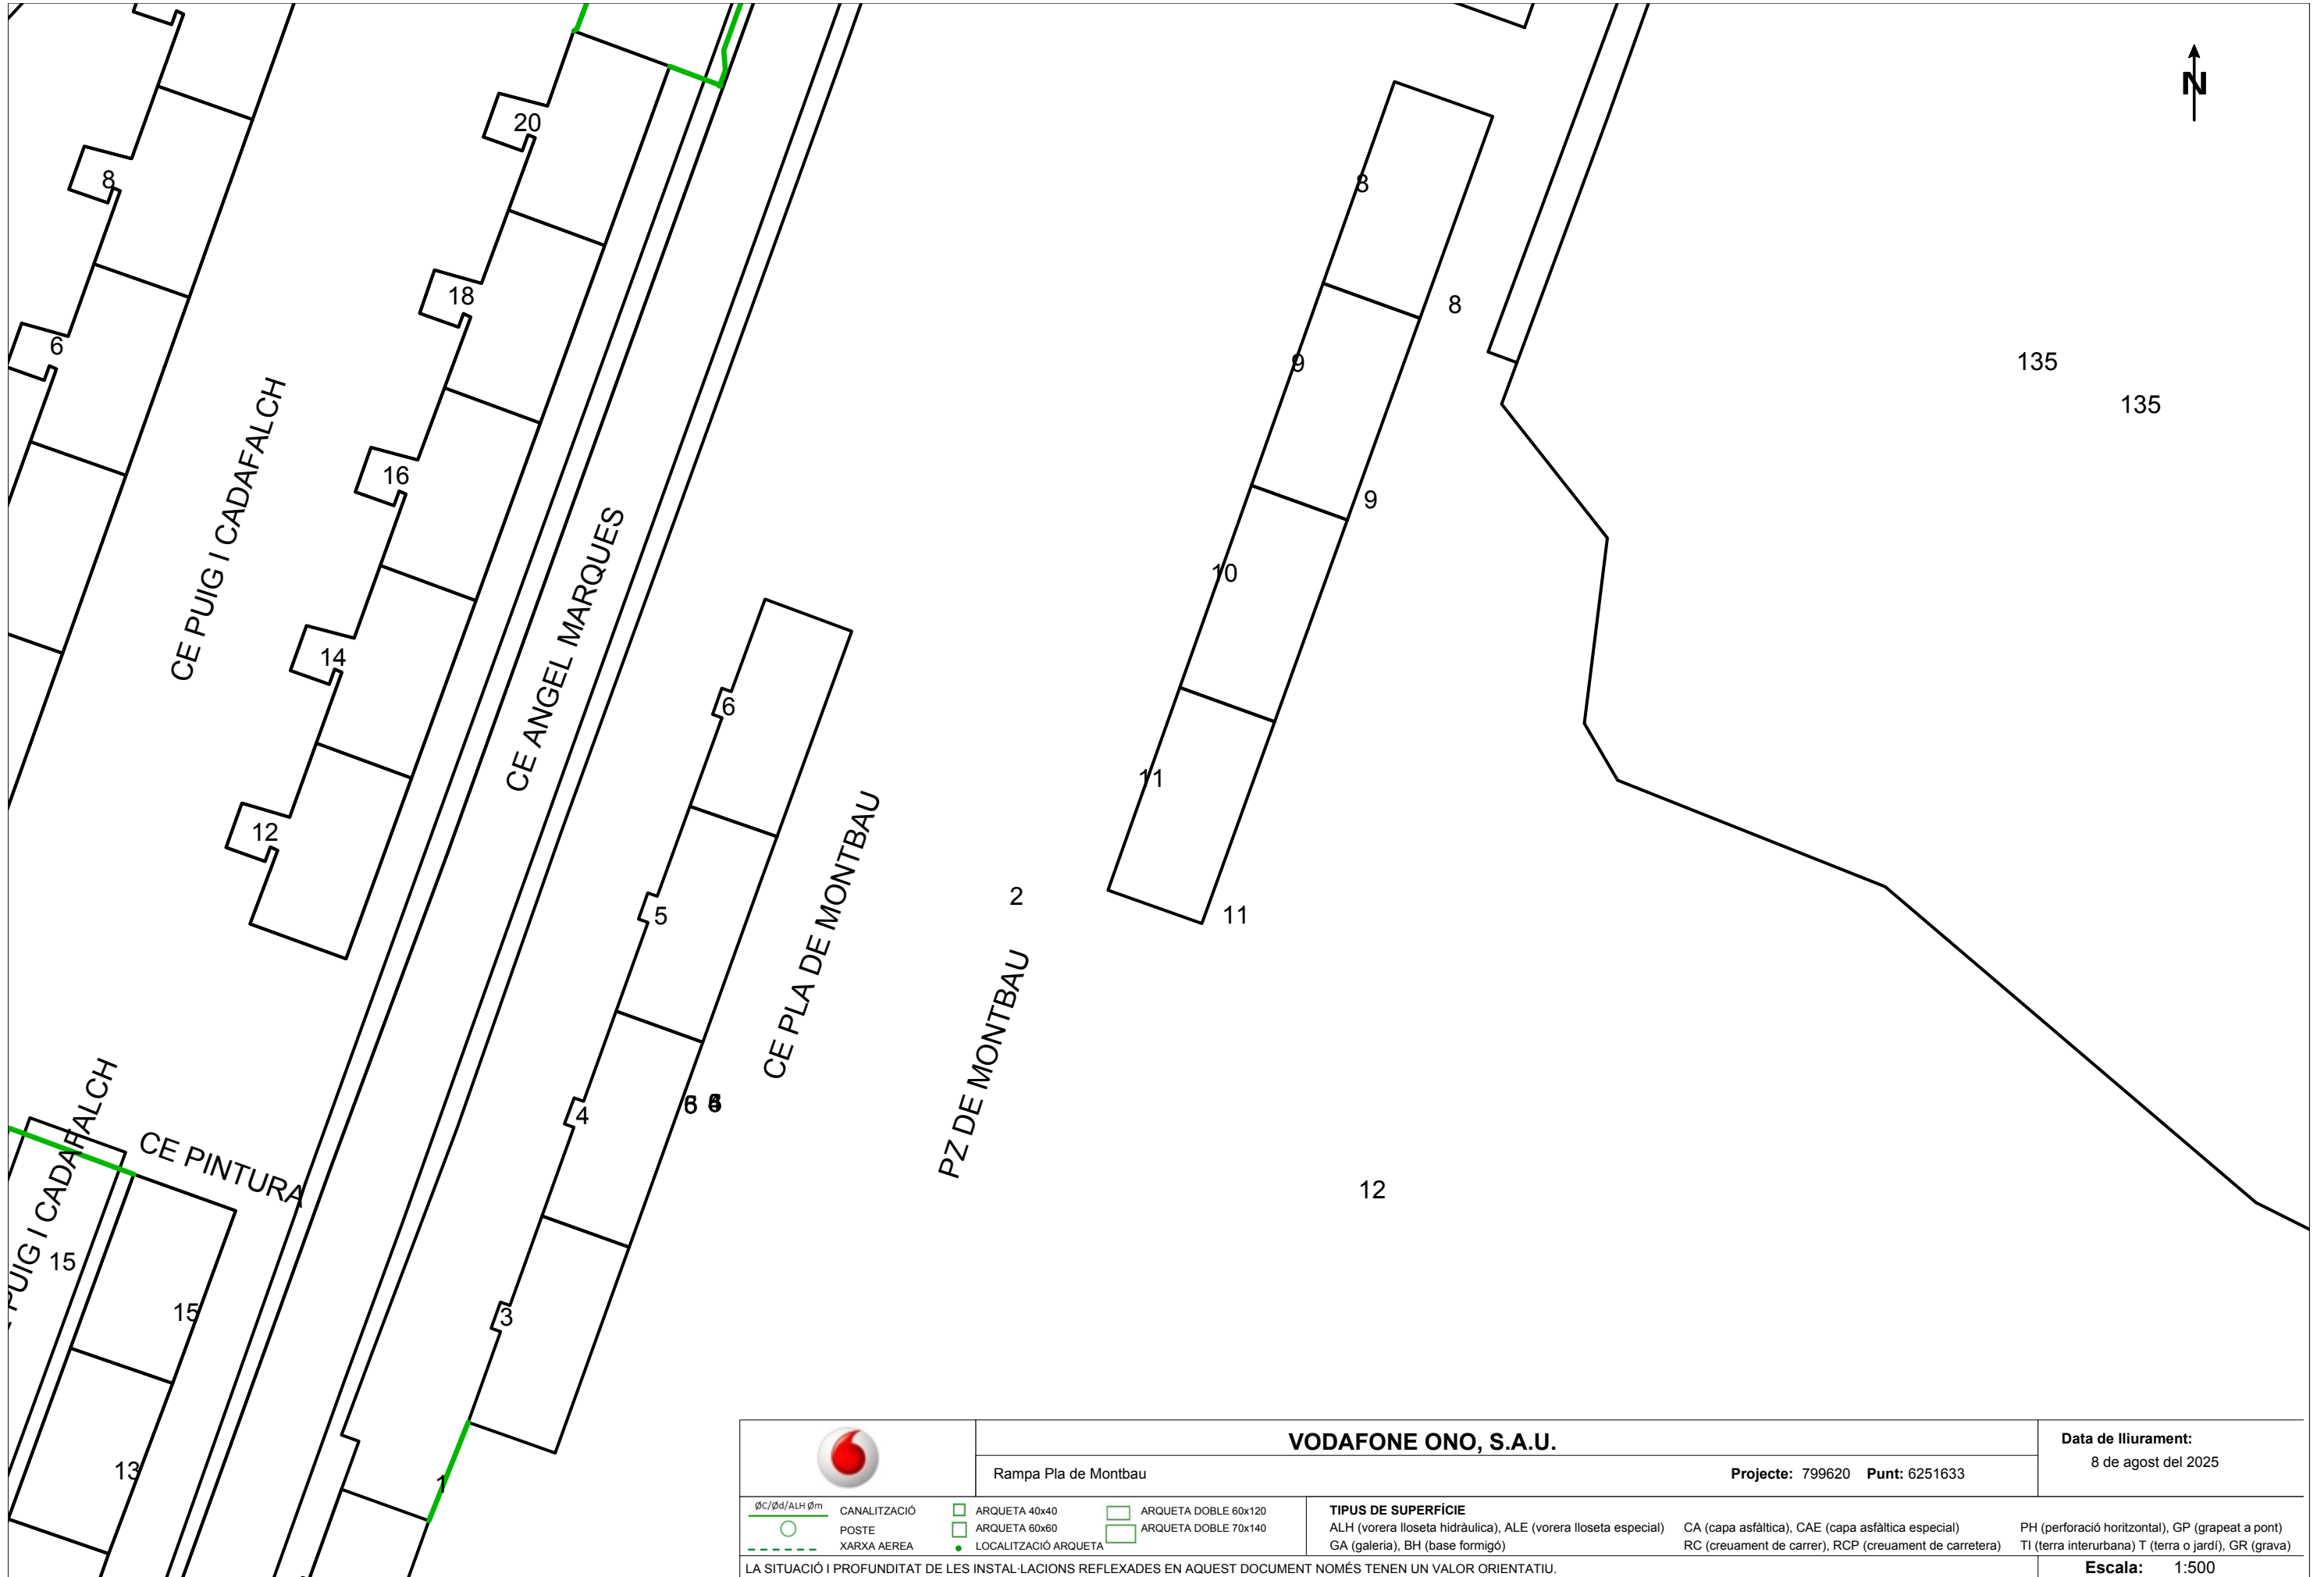 N
20
8
8
18
8
6
9
135
135
16
9
CE PUIG I CADAFALCH
10
CE ANGEL MARQUES
14
6
11
12
CE PLA DE MONTBAU
2
5
11
PZ DE MONTBAU
4
CE PUIG I CADAFALCH
CE PINTURA
12
15
15
3
13
1
VODAFONE ONO, S.A.U.
Rampa Pla de Montbau
Projecte: 799620 Punt: 6251633
Data de lliurament:
8 de agost del 2025
ØC/Ød/ALH Øm CANALITZACIÓ
POSTE
XARXA AEREA
ARQUETA 40x40
ARQUETA 60x60
LOCALITZACIÓ ARQUETA
ARQUETA DOBLE 60x120
ARQUETA DOBLE 70x140
TIPUS DE SUPERFÍCIE
ALH (vorera lloseta hidràulica), ALE (vorera lloseta especial)
GA (galeria), BH (base formigó)
CA (capa asfàltica), CAE (capa asfàltica especial)
RC (creuament de carrer), RCP (creuament de carretera)
PH (perforació horitzontal), GP (grapeat a pont)
TI (terra interurbana) T (terra o jardí), GR (grava)
LA SITUACIÓ I PROFUNDITAT DE LES INSTAL·LACIONS REFLEXADES EN AQUEST DOCUMENT NOMÉS TENEN UN VALOR ORIENTATIU.
Escala: 1:500